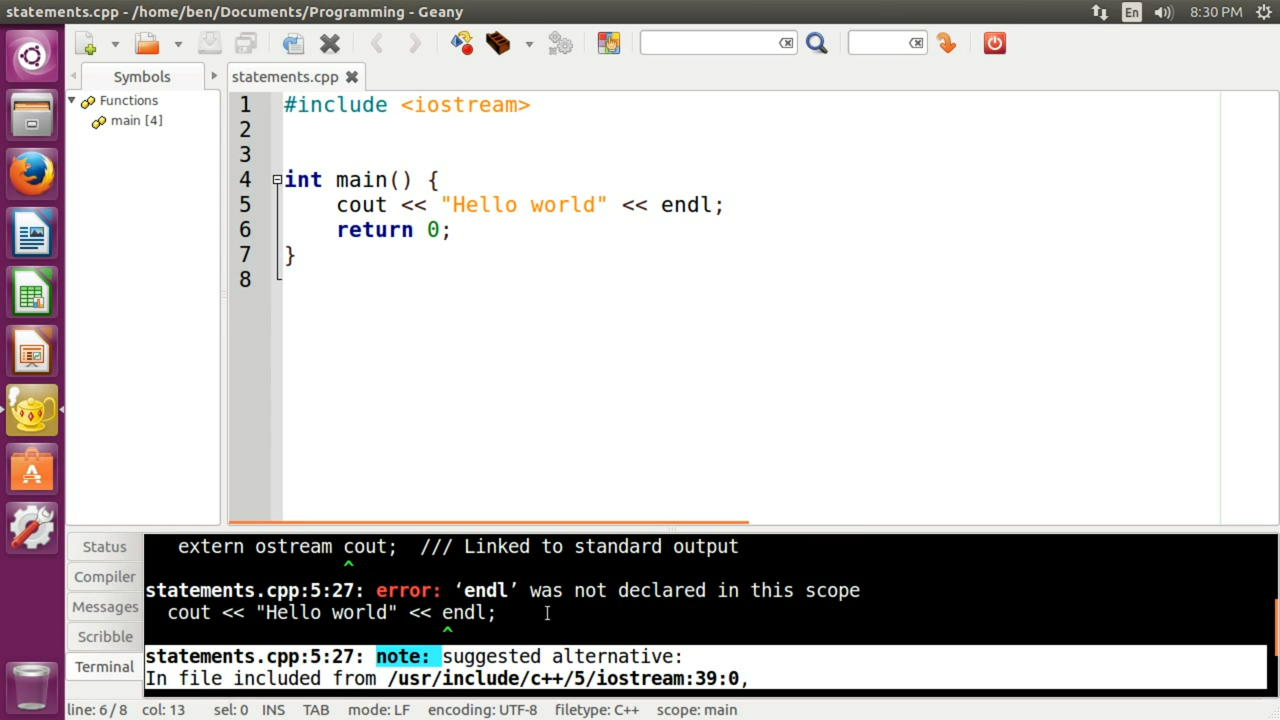 statements.cpp - /home/ben/Documents/Programming - Geany
En
8:30 PM
Symbols
statements.cpp
Functions
main [4]
1 #include <iostream>
2
3
4 int main() {
5 cout << "Hello world" << endl;
6 return 0;
7 }
8
Status
Compiler
Messages
Scribble
Terminal
extern ostream cout;  /// Linked to standard output
^
statements.cpp:5:27: error: ‘endl’ was not declared in this scope
cout << "Hello world" << endl;
^
statements.cpp:5:27: note: suggested alternative:
In file included from /usr/include/c++/5/iostream:39:0,
line: 6 / 8 col: 13 sel: 0 INS TAB mode: LF encoding: UTF-8 filetype: C++ scope: main